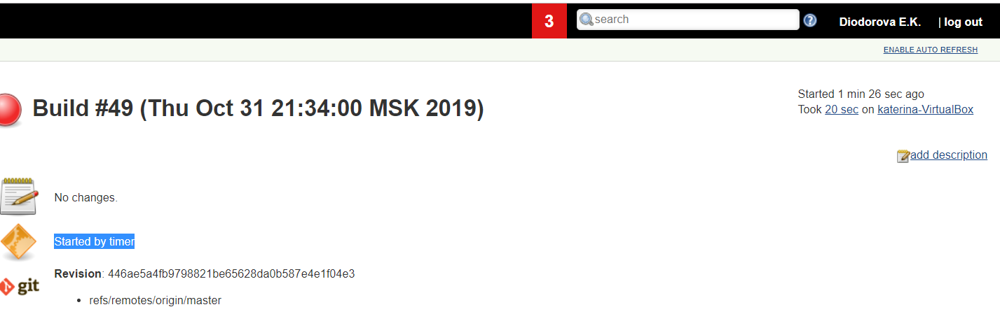 3
search
?
Diodorova E.K.
| log out
ENABLE AUTO REFRESH
Build #49 (Thu Oct 31 21:34:00 MSK 2019)
Started 1 min 26 sec ago
Took 20 sec on katerina-VirtualBox
add description
No changes.
Started by timer
Revision: 446ae5a4fb9798821be65628da0b587e4e1f04e3
git
• refs/remotes/origin/master